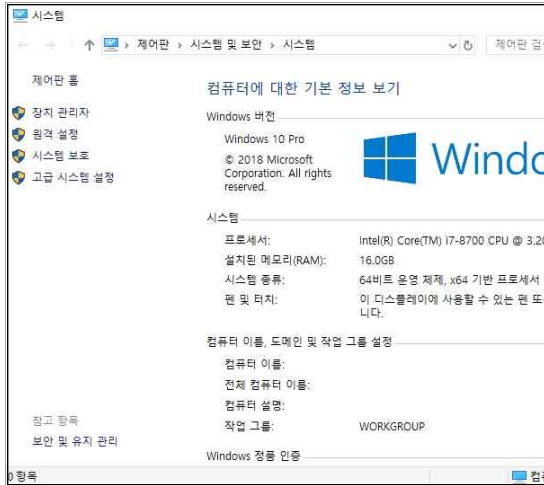 시스템
제어판 › 시스템 및 보안 › 시스템
제어판
제어판 홈
장치 관리자
원격 설정
시스템 보호
고급 시스템 설정
컴퓨터에 대한 기본 정보 보기
Windows 버전
Windows 10 Pro
© 2018 Microsoft
Corporation. All rights
reserved.
Windo
시스템
프로세서: Intel(R) Core(TM) i7-8700 CPU @ 3.20
설치된 메모리(RAM): 16.0GB
시스템 종류: 64비트 운영 체제, x64 기반 프로세서
펜 및 터치: 이 디스플레이에 사용할 수 있는 펜 또
니다.
컴퓨터 이름, 도메인 및 작업 그룹 설정
컴퓨터 이름:
전체 컴퓨터 이름:
컴퓨터 설명:
작업 그룹: WORKGROUP
Windows 정품 인증
참고 항목
보안 및 유지 관리
0 항목